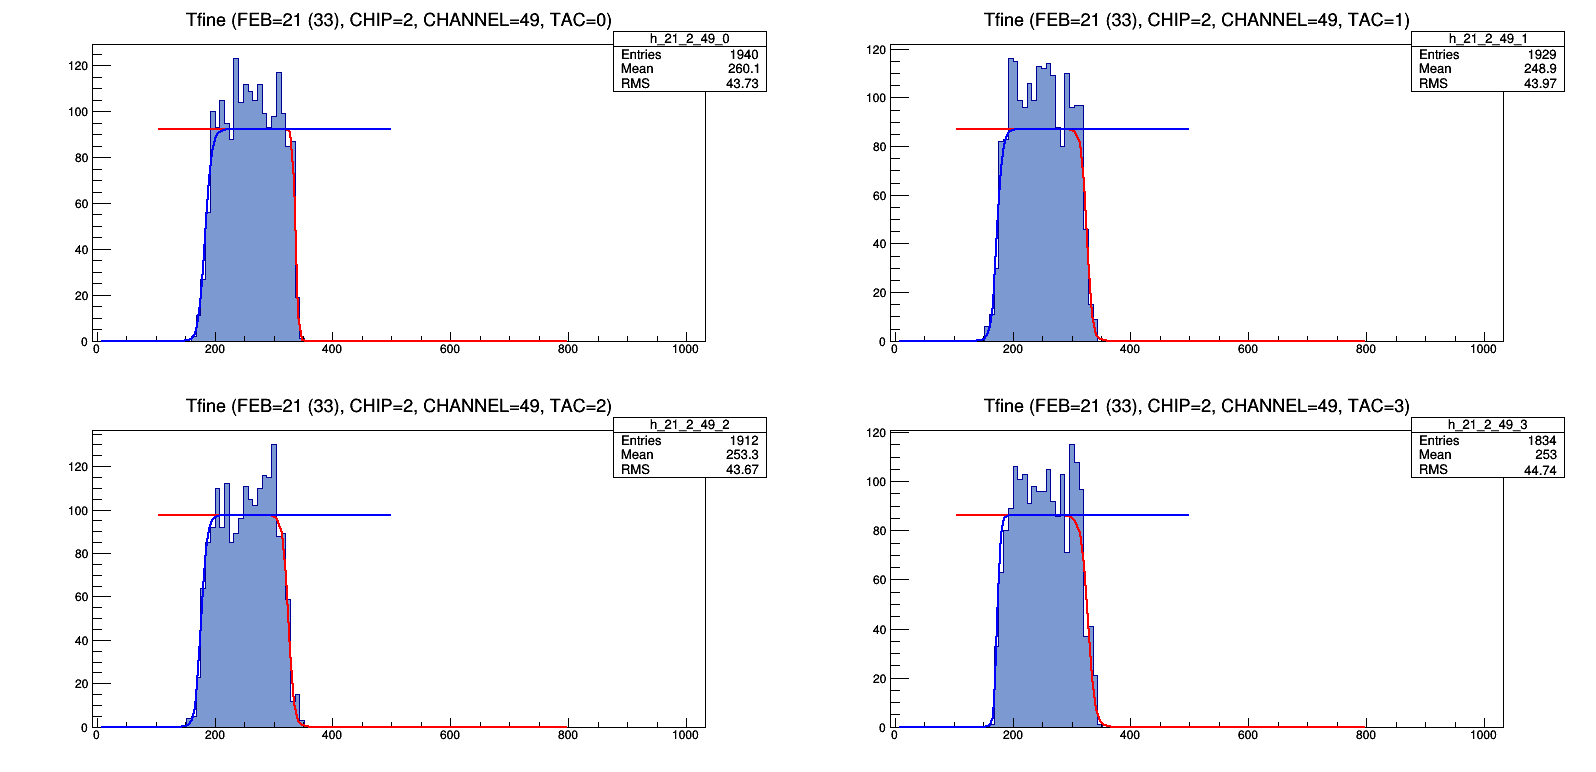 Tfine (FEB=21 (33), CHIP=2, CHANNEL=49, TAC=0)
h_21_2_49_0
Entries 1940
Mean 260.1
RMS 43.73
120
100
80
60
40
20
0
0 200 400 600 800 1000
Tfine (FEB=21 (33), CHIP=2, CHANNEL=49, TAC=1)
h_21_2_49_1
Entries 1929
Mean 248.9
RMS 43.97
120
100
80
60
40
20
0
0 200 400 600 800 1000
Tfine (FEB=21 (33), CHIP=2, CHANNEL=49, TAC=2)
h_21_2_49_2
Entries 1912
Mean 253.3
RMS 43.67
120
100
80
60
40
20
0
0 200 400 600 800 1000
Tfine (FEB=21 (33), CHIP=2, CHANNEL=49, TAC=3)
h_21_2_49_3
Entries 1834
Mean 253
RMS 44.74
120
100
80
60
40
20
0
0 200 400 600 800 1000